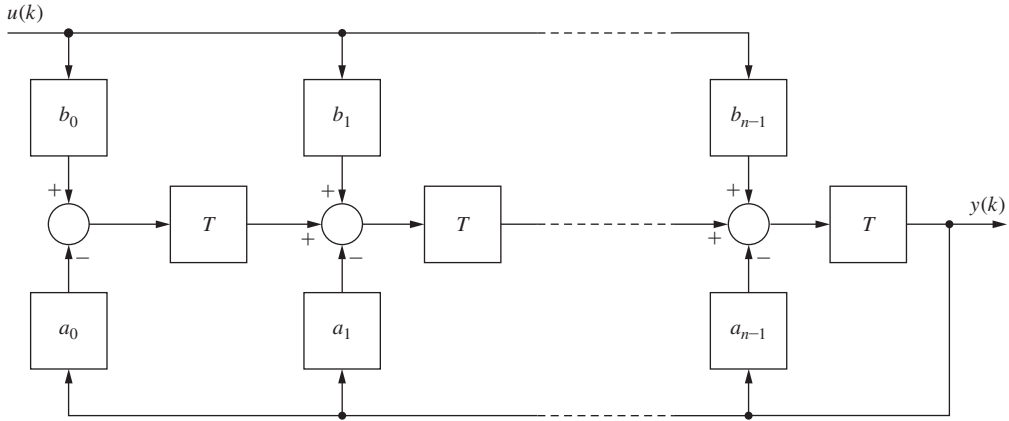 u(k)
b₀ b₁ bₙ₋₁
+ + +
T T T y(k)
+ +
− − −
a₀ a₁ aₙ₋₁